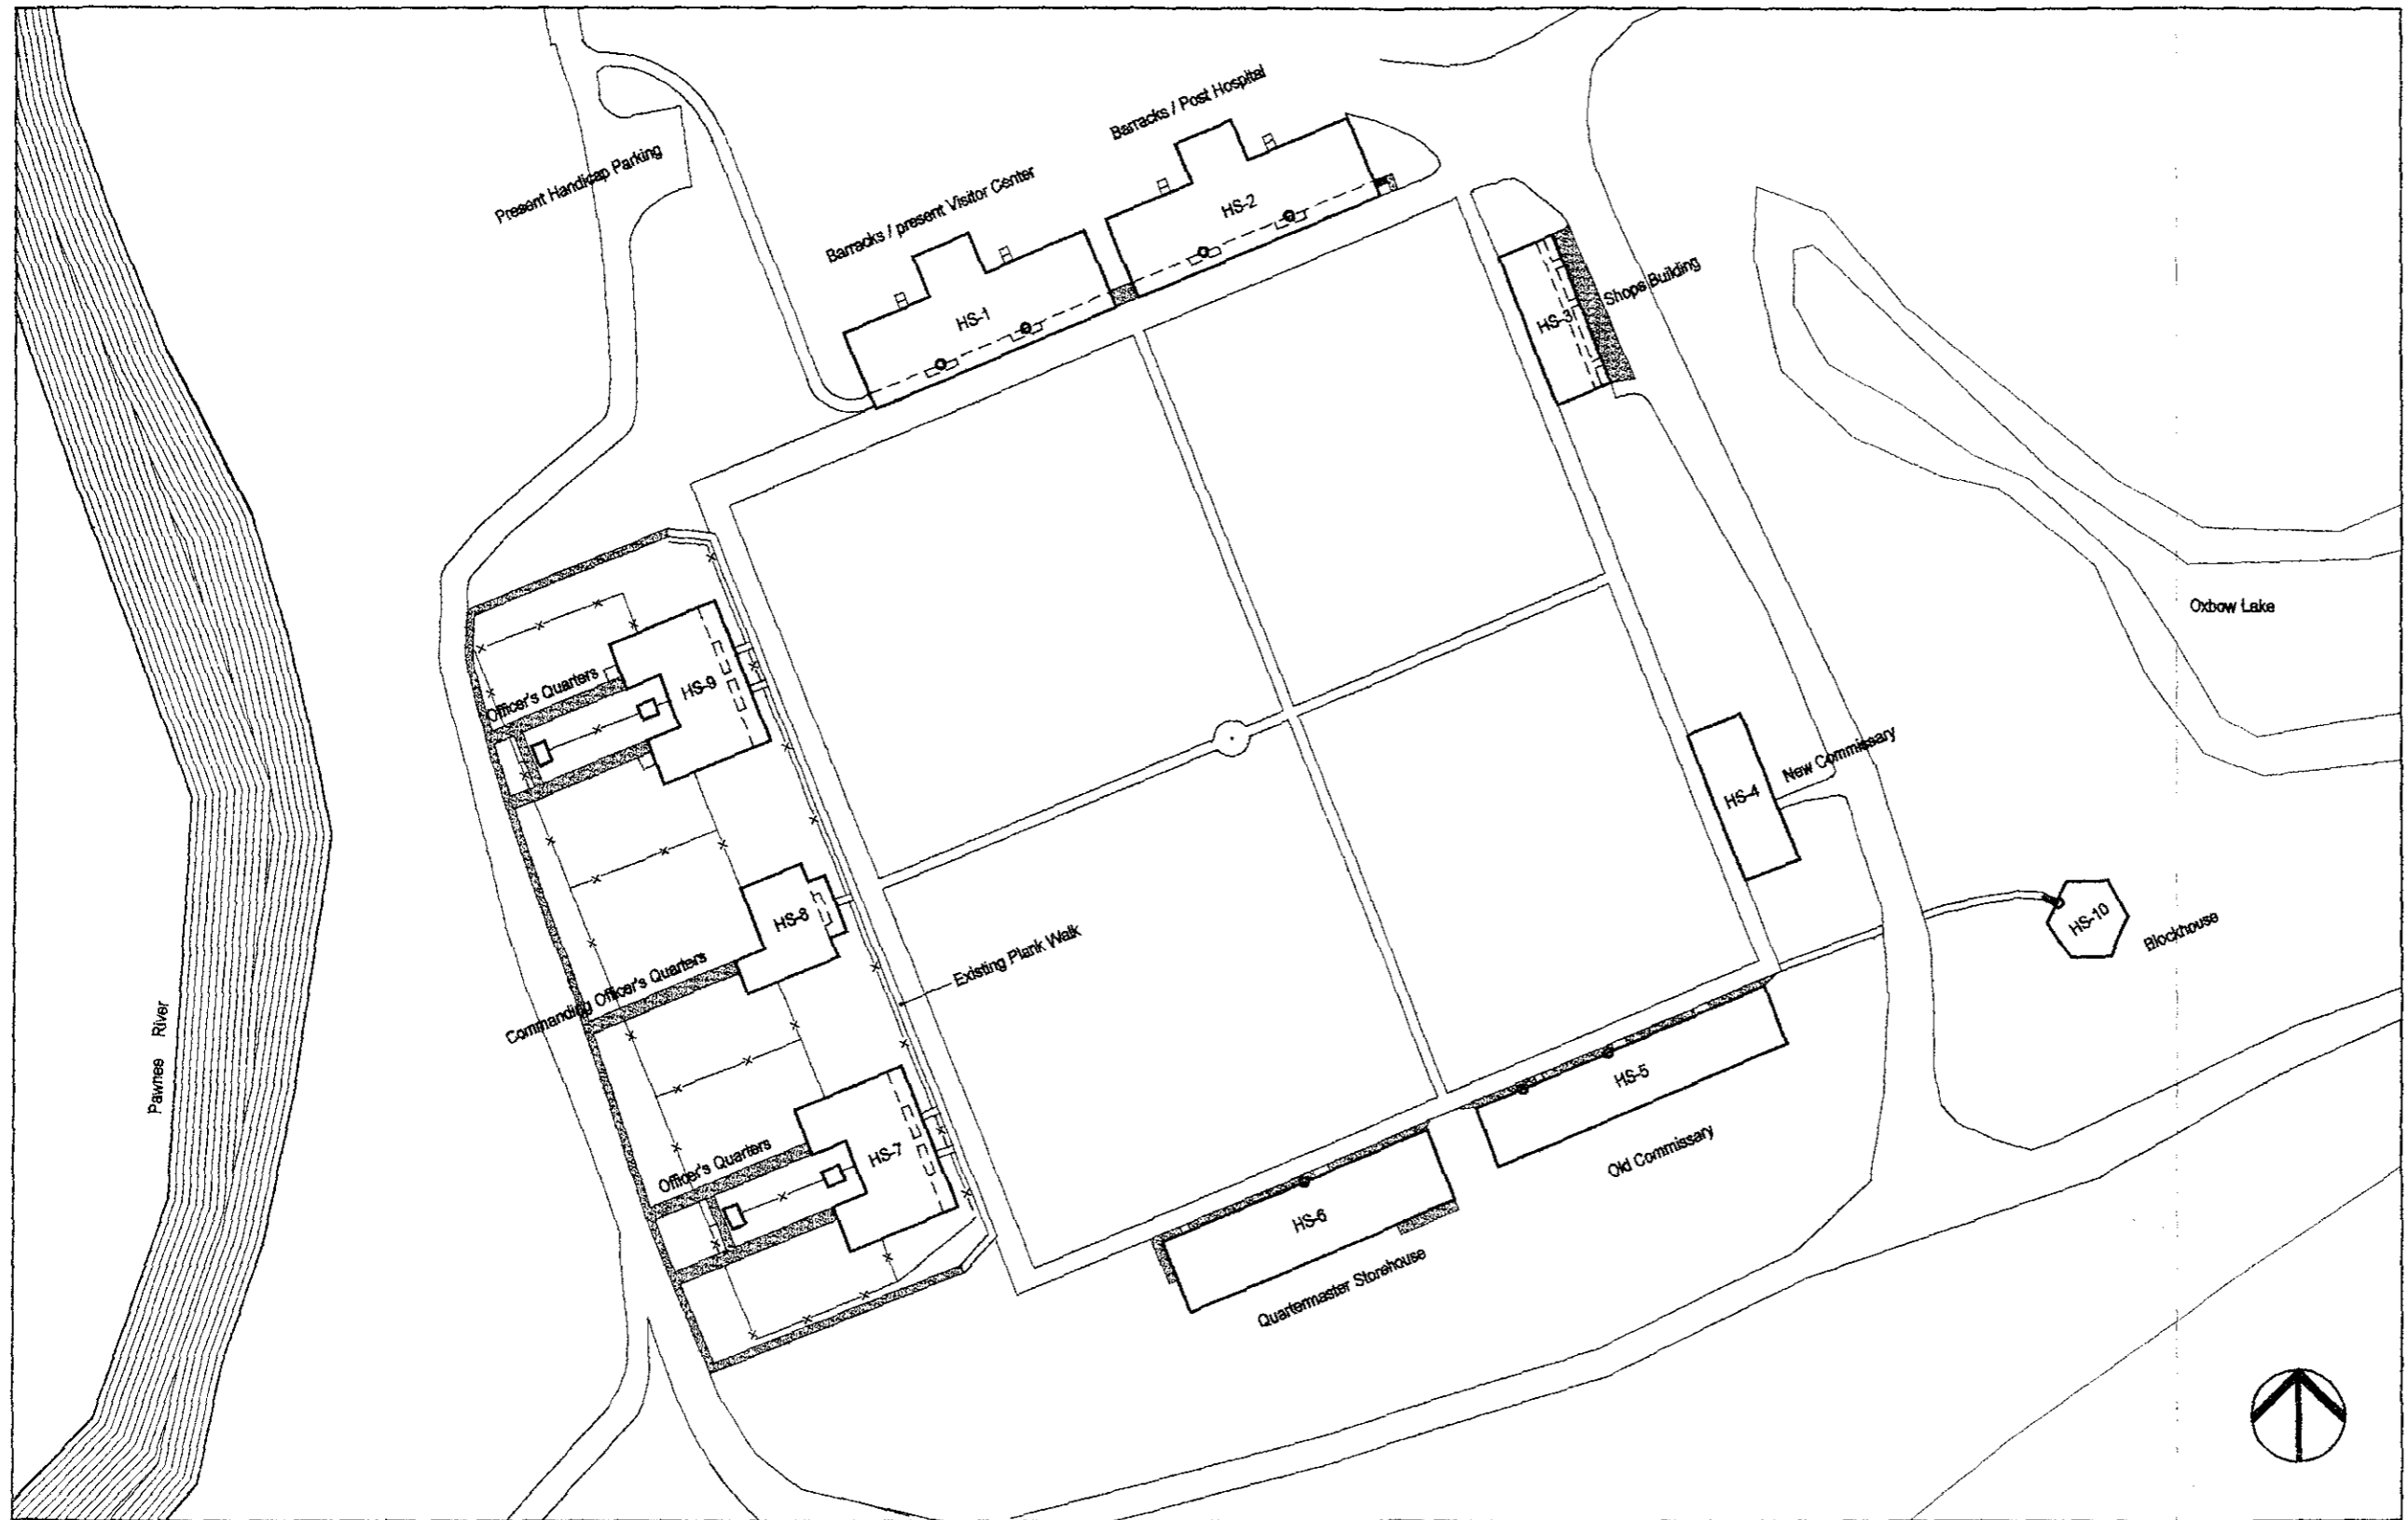 Barracks / Post Hospital
Present Handicap Parking
Barracks / present Visitor Center
HS-2
HS-1
Shops Building
HS-3
Oxbow Lake
Officer's Quarters
HS-9
New Commissary
HS-4
HS-8
HS-10
Blockhouse
Existing Plank Walk
Commanding Officer's Quarters
Pawnee River
HS-5
Old Commissary
HS-7
Officer's Quarters
HS-6
Quartermaster Storehouse